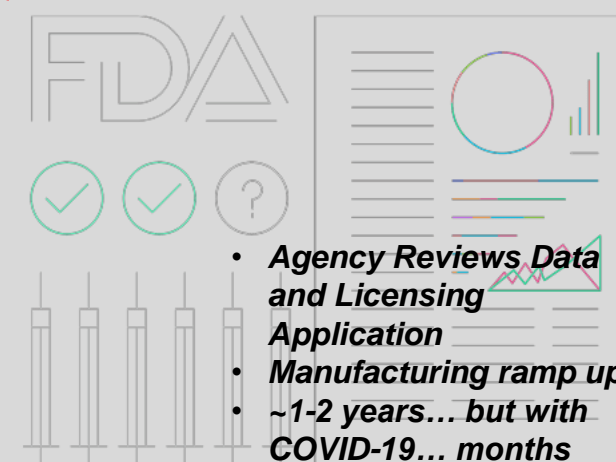 FDA
?
• Agency Reviews Data
and Licensing
Application
• Manufacturing ramp up
• ~1-2 years… but with
COVID-19… months